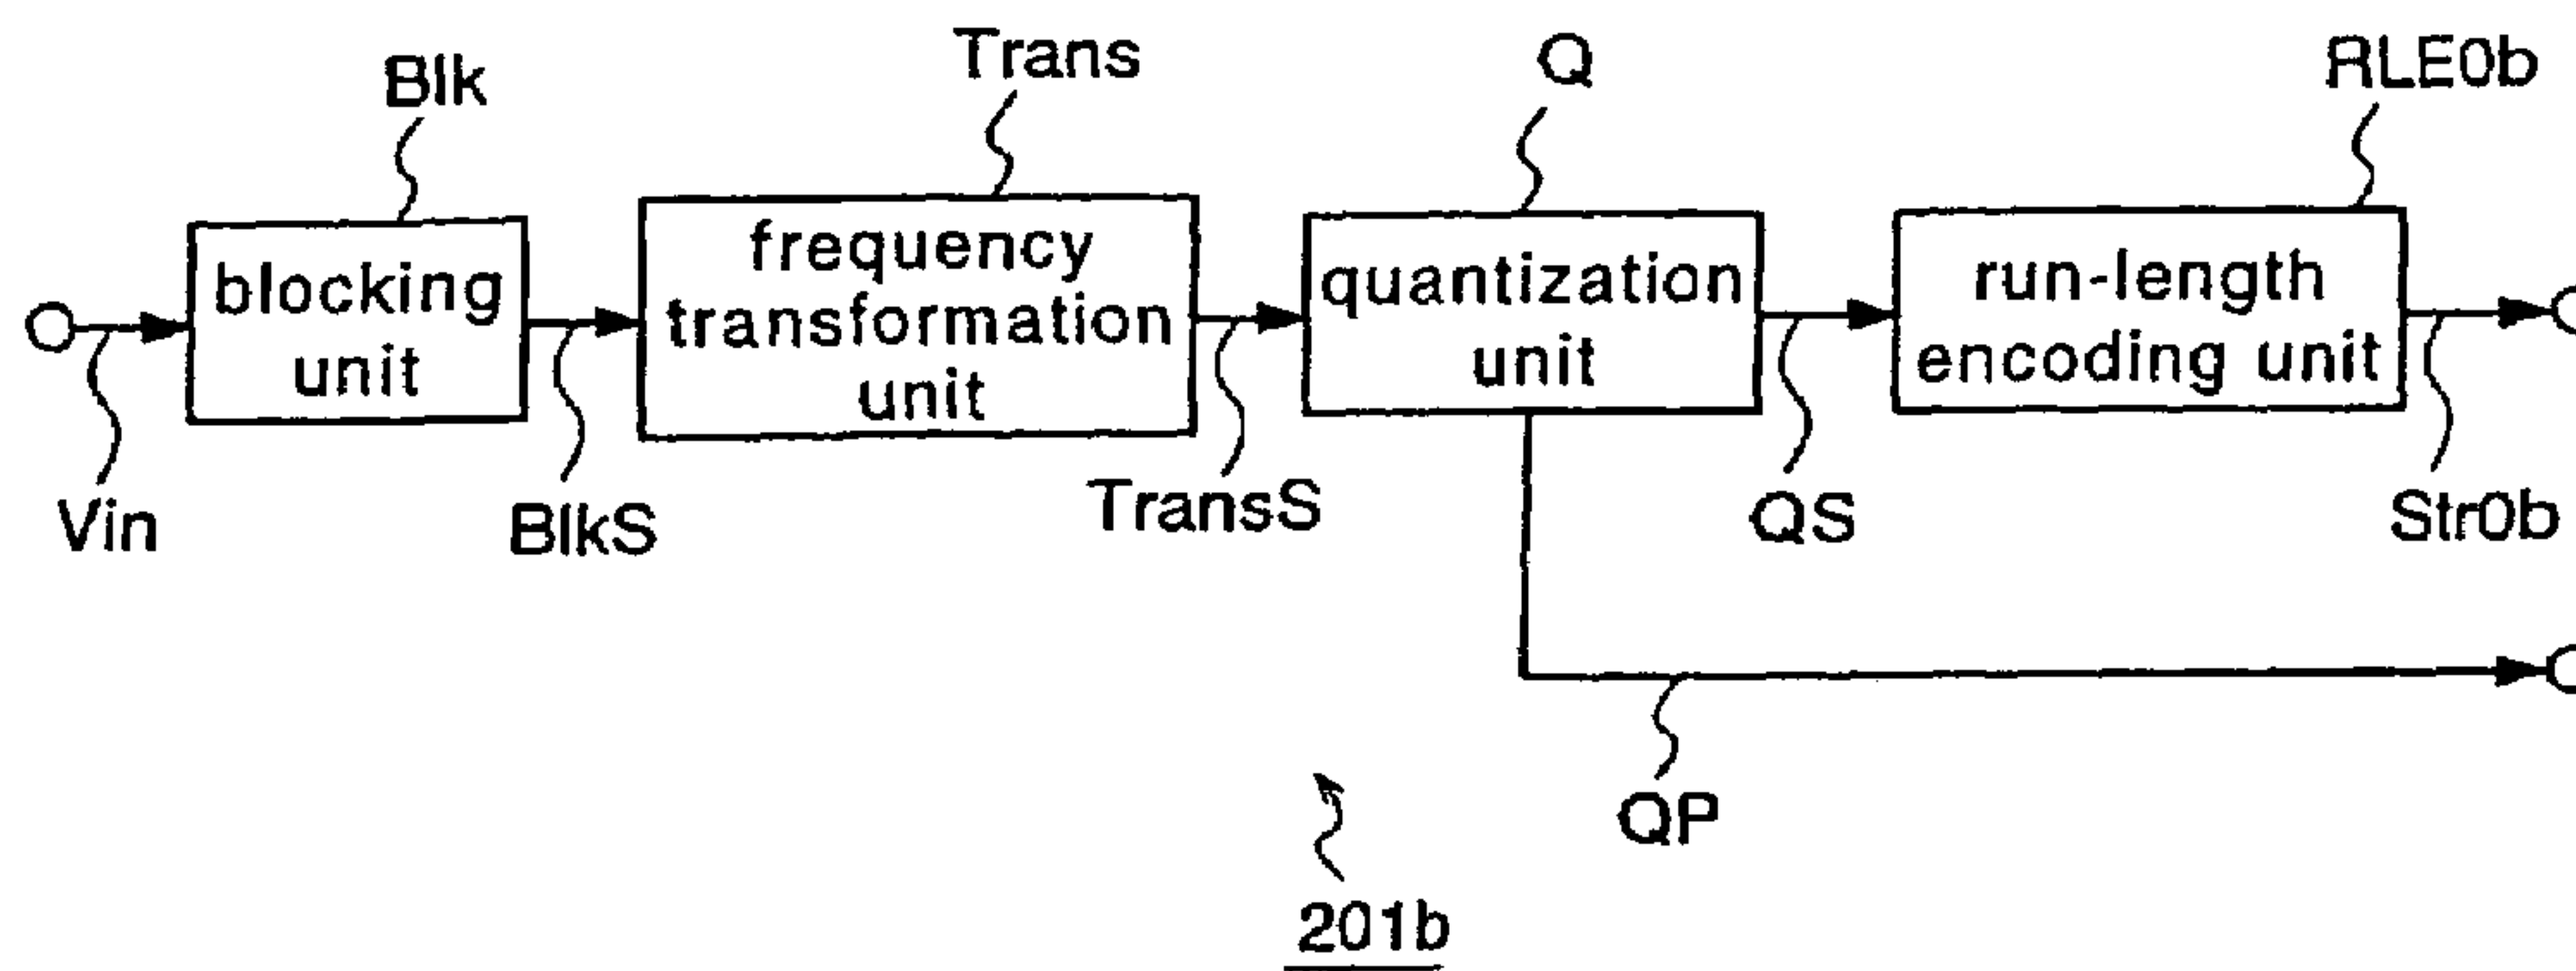 Blk
Trans
Q
RLE0b
blocking
unit
frequency
transformation
unit
quantization
unit
run-length
encoding unit
Vin
BlkS
TransS
QS
Str0b
QP
201b